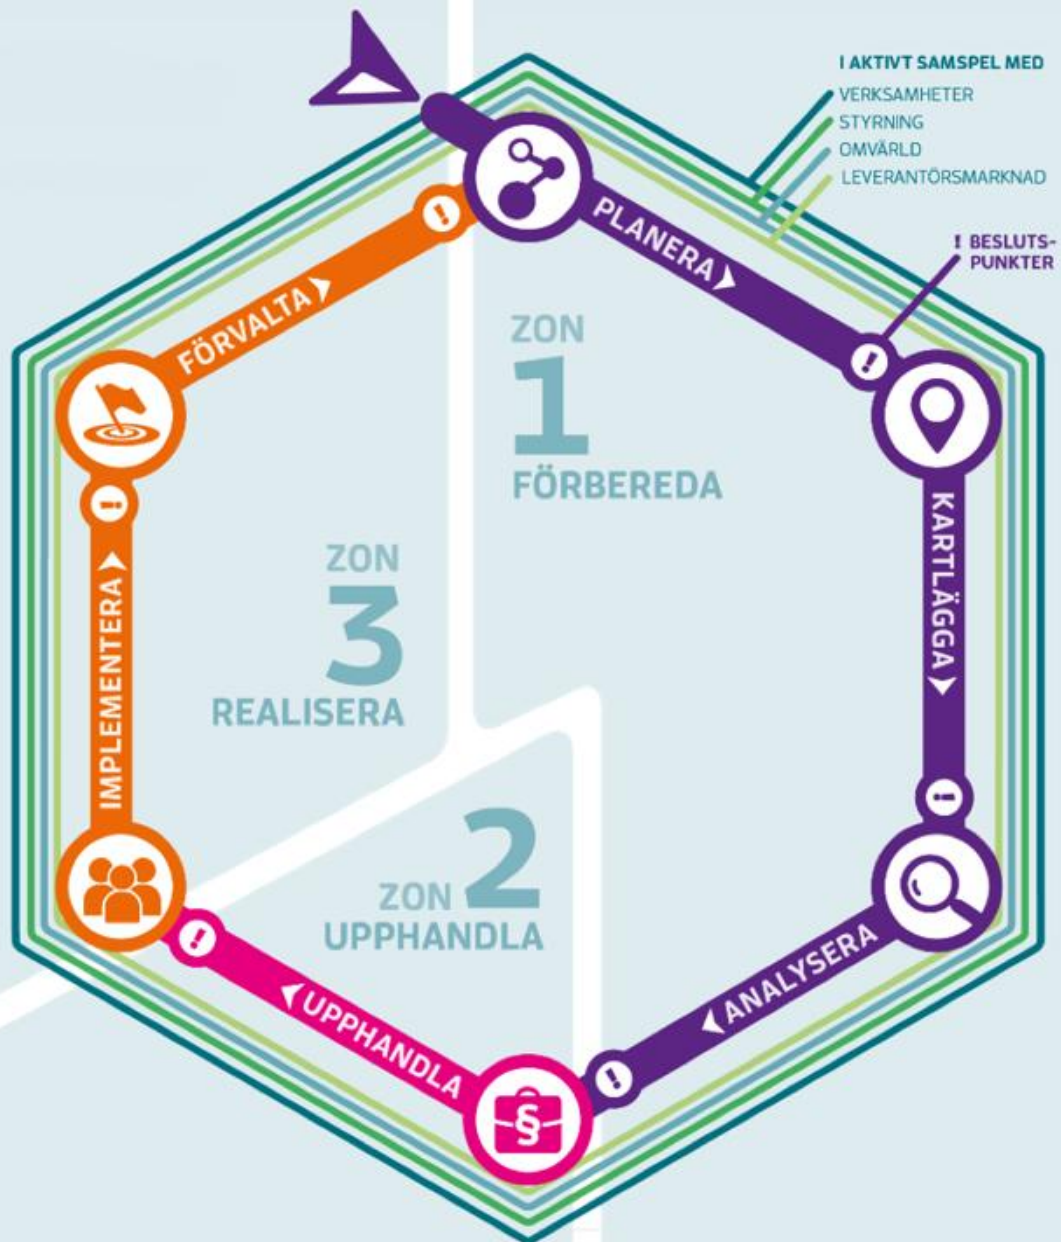 I AKTIVT SAMSPEL MED
VERKSAMHETER
STYRNING
OMVÄRLD
LEVERANTÖRSMARKNAD
! BESLUTS-
PUNKTER
PLANERA
!
KARTLÄGGA
!
ANALYSERA
!
§
UPPHANDLA
!
IMPLEMENTERA
!
FÖRVALTA
!
ZON
1
FÖRBEREDA
ZON
3
REALISERA
ZON 2
UPPHANDLA